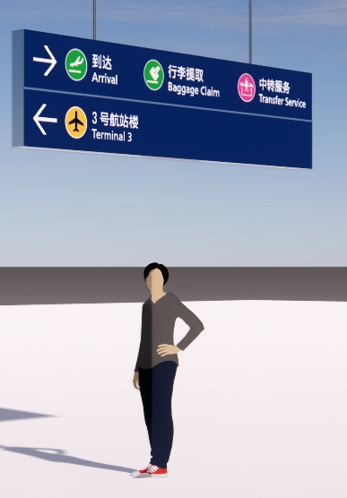 到达
Arrival
行李提取
Baggage Claim
中转服务
Transfer Service
3 号航站楼
Terminal 3